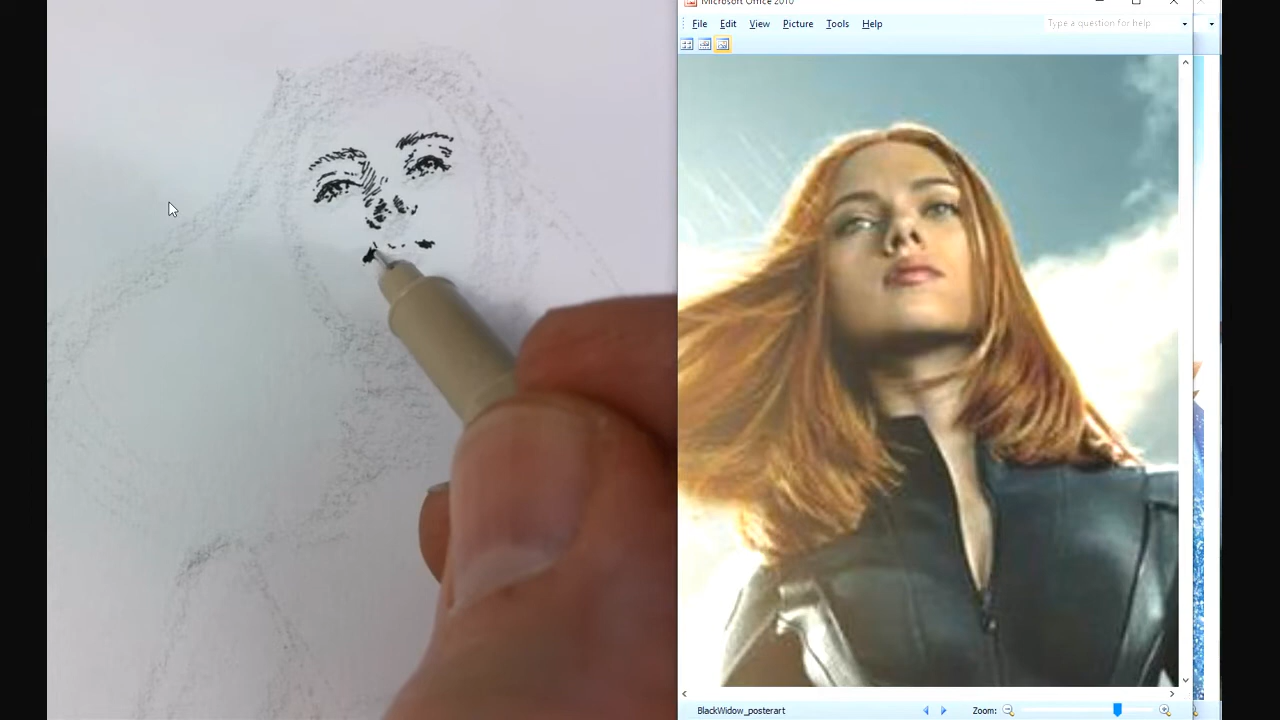 Microsoft Office 2010
File Edit View Picture Tools Help Type a question for help
BlackWidow_posterart Zoom: